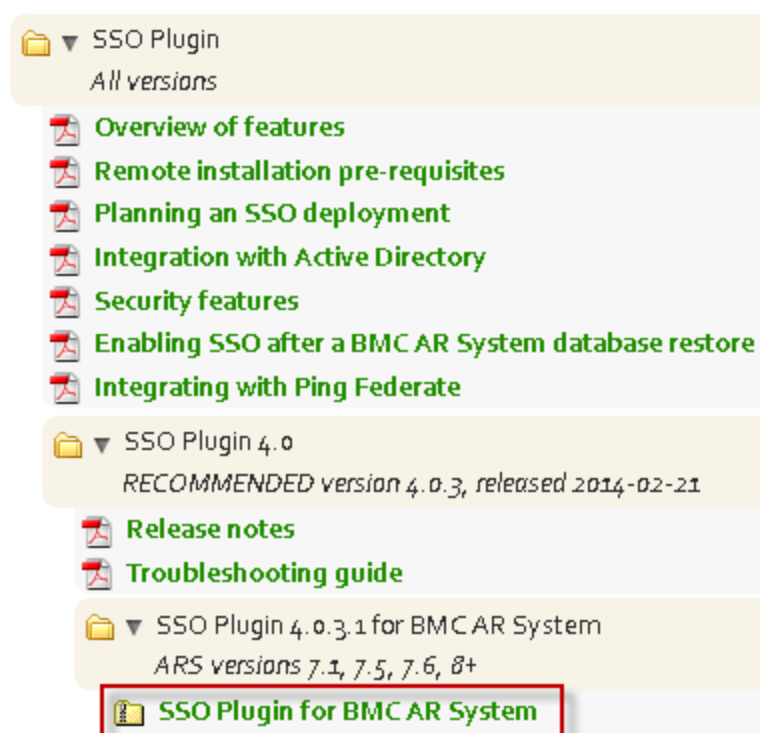 SSO Plugin
All versions
Overview of features
Remote installation pre-requisites
Planning an SSO deployment
Integration with Active Directory
Security features
Enabling SSO after a BMC AR System database restore
Integrating with Ping Federate
SSO Plugin 4.0
RECOMMENDED version 4.0.3, released 2014-02-21
Release notes
Troubleshooting guide
SSO Plugin 4.0.3.1 for BMC AR System
ARS versions 7.1, 7.5, 7.6, 8+
SSO Plugin for BMC AR System